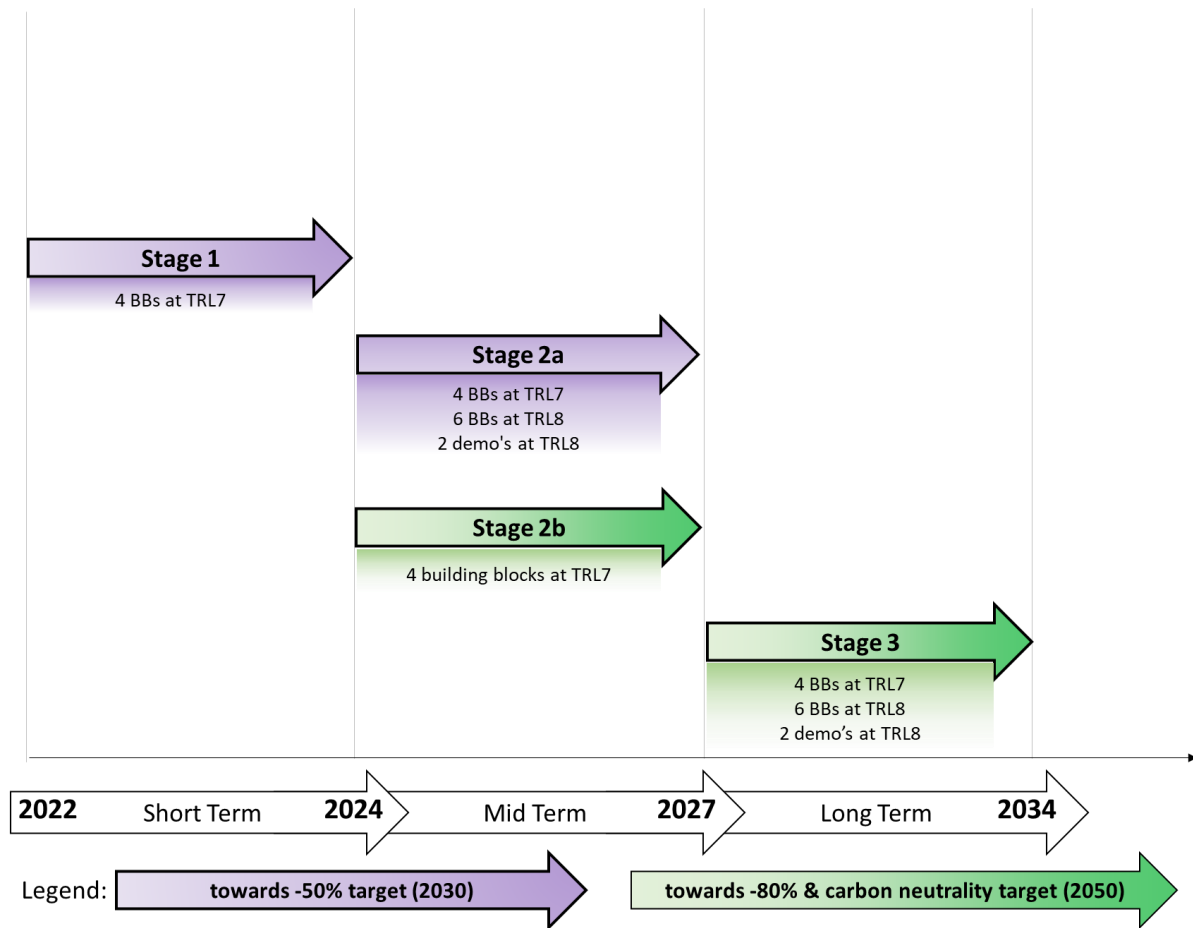 Stage 1
4 BBs at TRL7
Stage 2a
4 BBs at TRL7
6 BBs at TRL8
2 demo's at TRL8
Stage 2b
4 building blocks at TRL7
Stage 3
4 BBs at TRL7
6 BBs at TRL8
2 demo’s at TRL8
2022 Short Term 2024 Mid Term 2027 Long Term 2034
Legend: towards -50% target (2030) towards -80% & carbon neutrality target (2050)